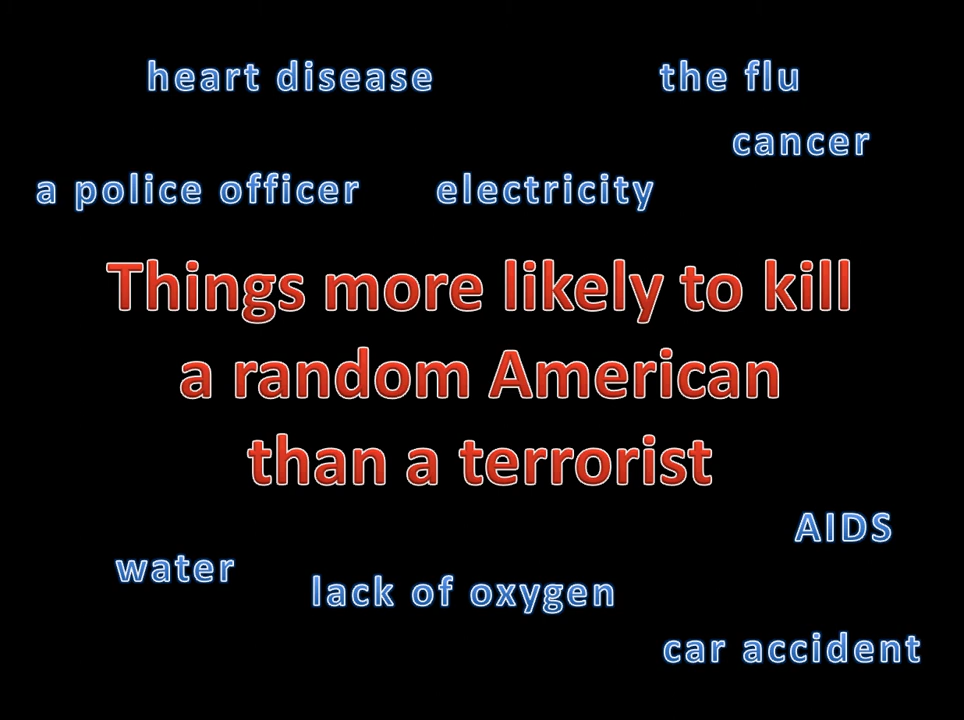 heart disease
the flu
cancer
a police officer
electricity
Things more likely to kill
a random American
than a terrorist
AIDS
water
lack of oxygen
car accident